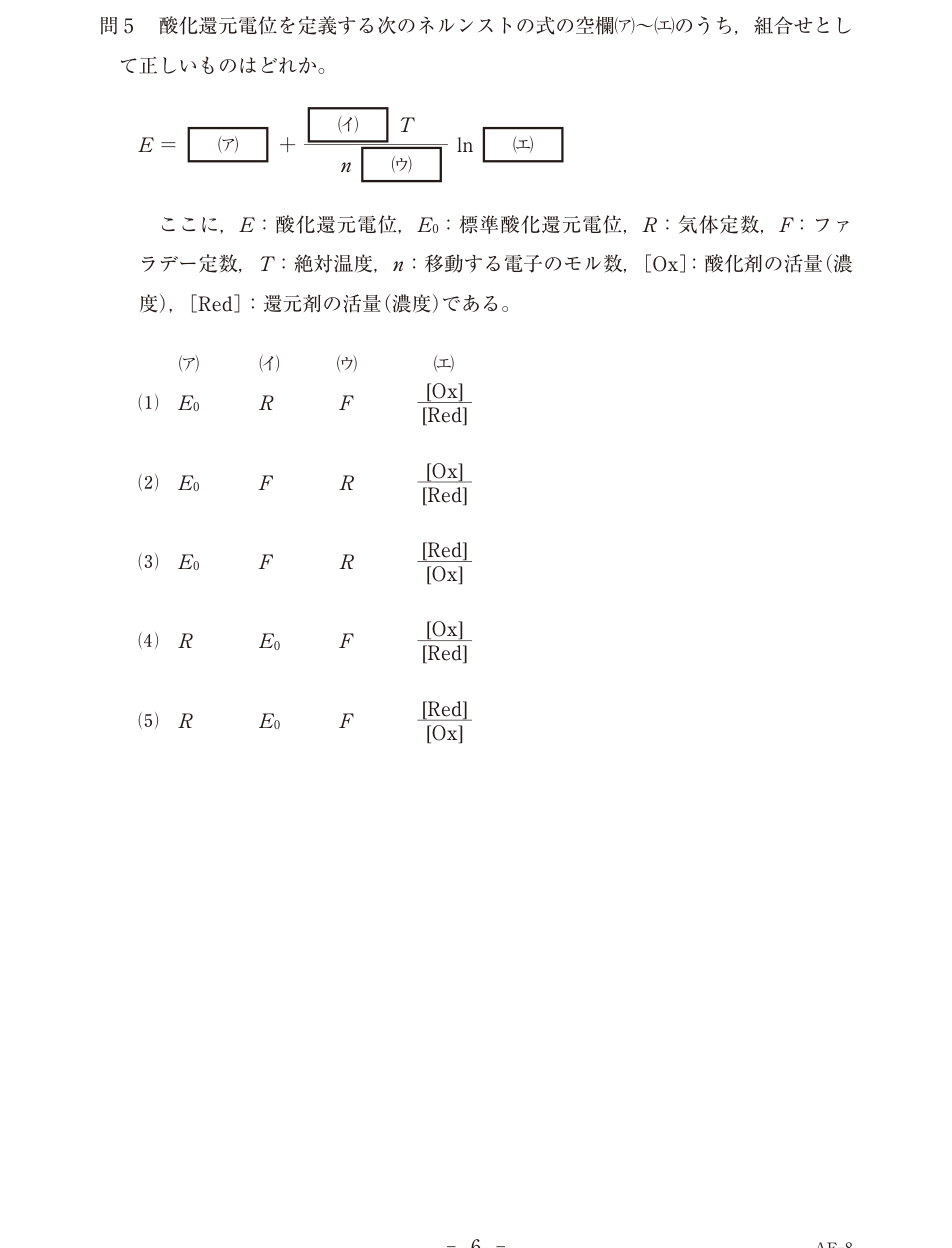 問5 酸化還元電位を定義する次のネルンストの式の空欄㋐～㋓のうち，組合せとし
て正しいものはどれか。
E = (ア) + (イ) T / n (ウ) ln (エ)
ここに，E：酸化還元電位，E₀：標準酸化還元電位，R：気体定数，F：ファ
ラデー定数，T：絶対温度，n：移動する電子のモル数，［Ox］：酸化剤の活量(濃
度)，［Red］：還元剤の活量(濃度)である。
(ア) (イ) (ウ) (エ)
(1) E₀ R F [Ox]/[Red]
(2) E₀ F R [Ox]/[Red]
(3) E₀ F R [Red]/[Ox]
(4) R E₀ F [Ox]/[Red]
(5) R E₀ F [Red]/[Ox]
－ 6 －